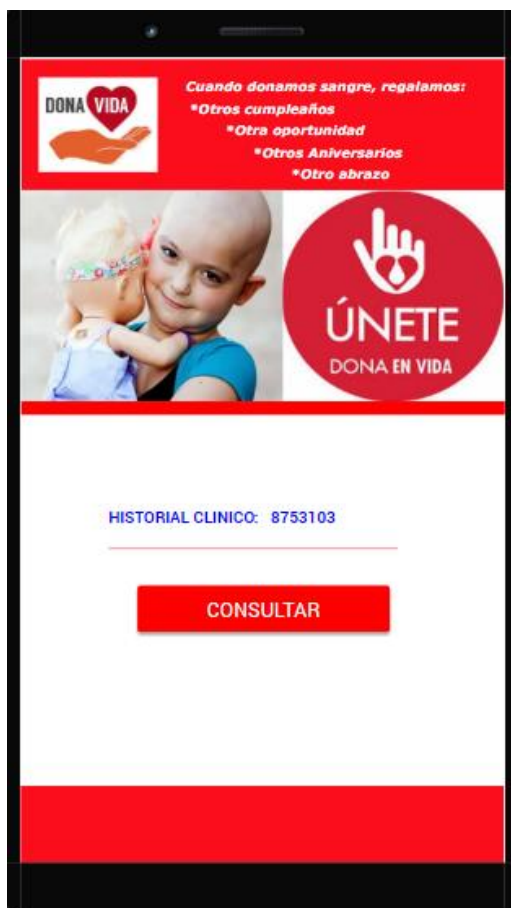 DONA VIDA
Cuando donamos sangre, regalamos:
*Otros cumpleaños
*Otra oportunidad
*Otros Aniversarios
*Otro abrazo
ÚNETE
DONA EN VIDA
HISTORIAL CLINICO: 8753103
CONSULTAR